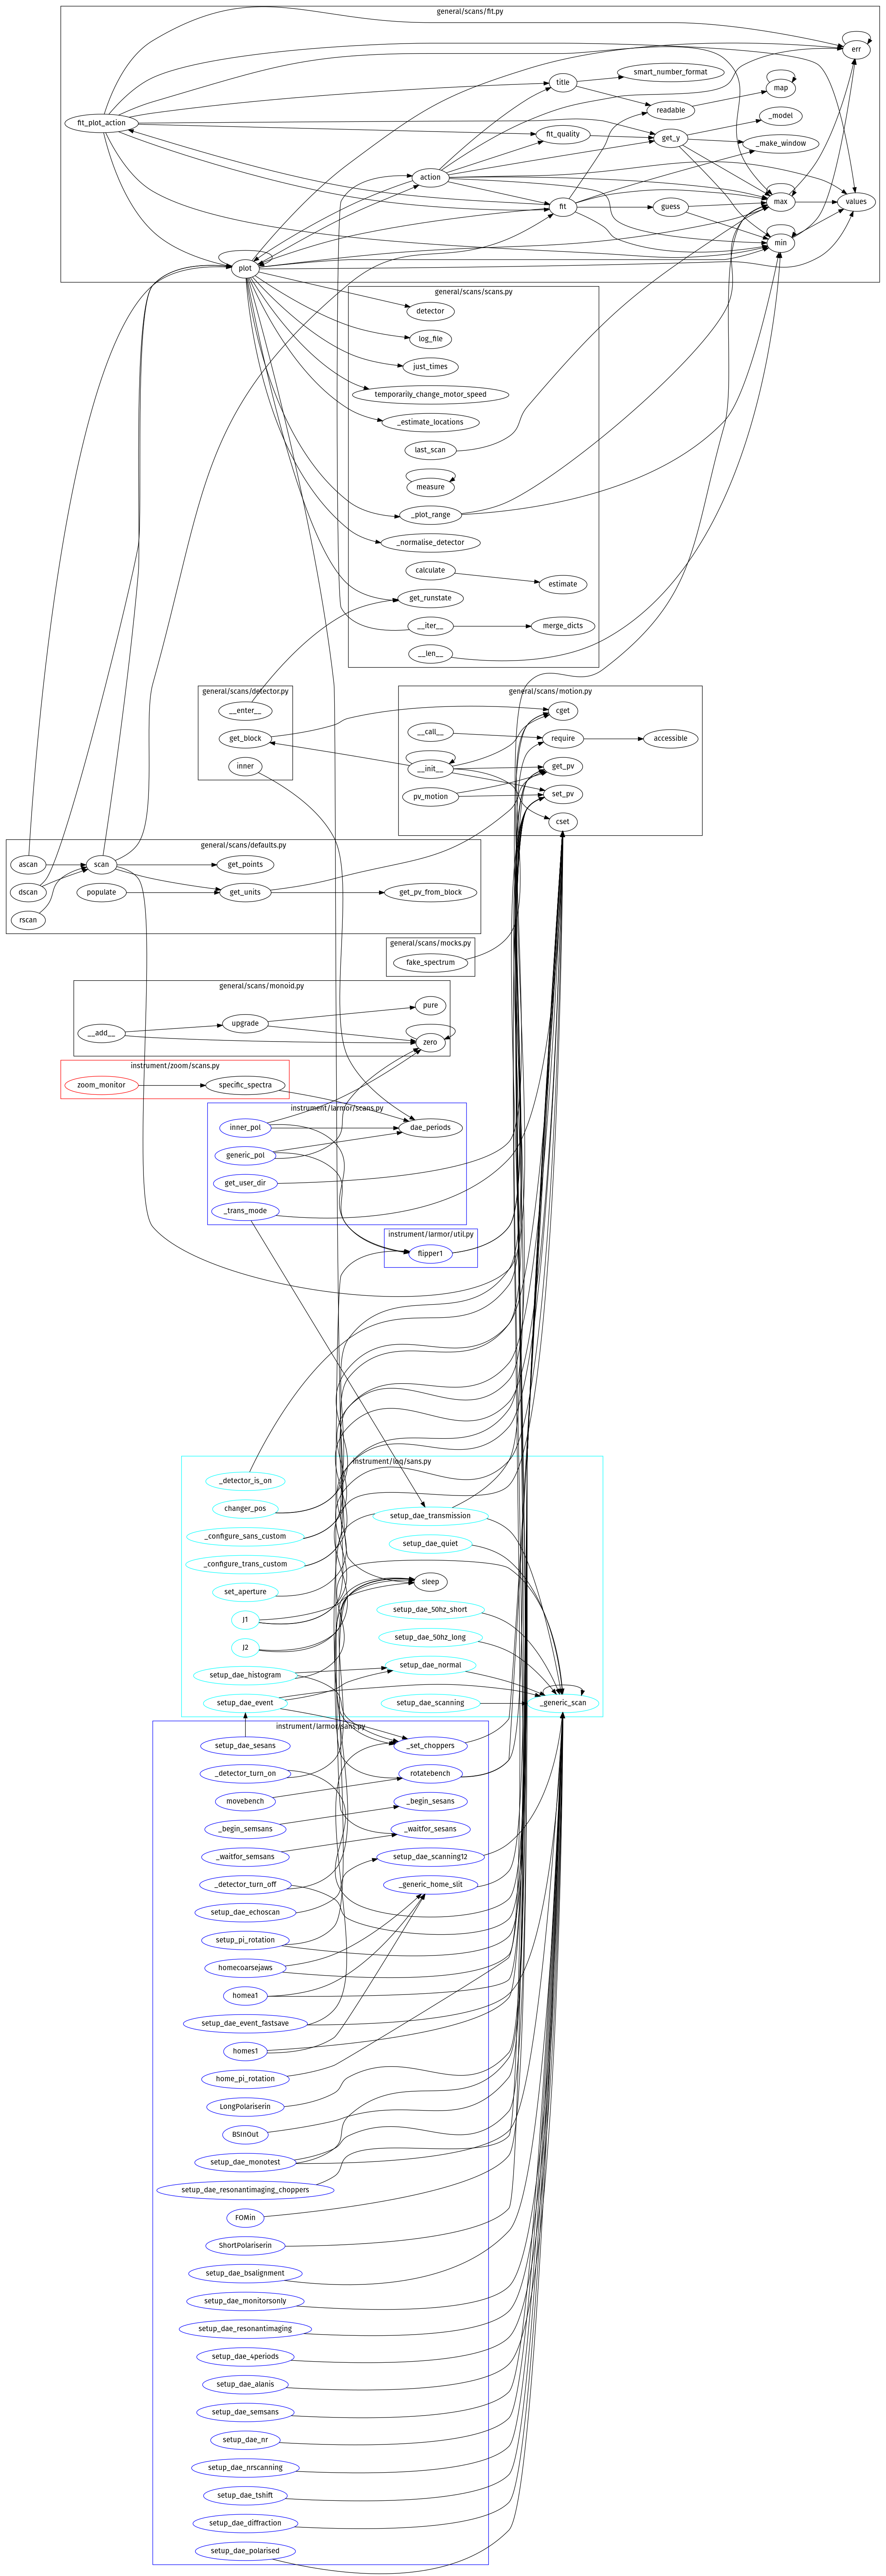 general/scans/fit.py
err
smart_number_format
title
map
readable
_model
fit_plot_action
fit_quality
get_y
_make_window
action
max
values
guess
fit
min
plot
general/scans/scans.py
detector
log_file
just_times
temporarily_change_motor_speed
_estimate_locations
last_scan
measure
_plot_range
_normalise_detector
calculate
estimate
get_runstate
__iter__
merge_dicts
__len__
general/scans/detector.py
__enter__
get_block
inner
general/scans/motion.py
cget
__call__
require
accessible
__init__
get_pv
pv_motion
set_pv
cset
general/scans/defaults.py
ascan
scan
get_points
dscan
populate
get_units
get_pv_from_block
rscan
general/scans/mocks.py
fake_spectrum
general/scans/monoid.py
pure
upgrade
__add__
zero
instrument/zoom/scans.py
zoom_monitor
specific_spectra
instrument/larmor/scans.py
inner_pol
dae_periods
generic_pol
get_user_dir
_trans_mode
instrument/larmor/util.py
flipper1
instrument/loq/sans.py
_detector_is_on
changer_pos
setup_dae_transmission
_configure_sans_custom
setup_dae_quiet
_configure_trans_custom
sleep
set_aperture
setup_dae_50hz_short
J1
setup_dae_50hz_long
J2
setup_dae_normal
setup_dae_histogram
setup_dae_event
setup_dae_scanning
_generic_scan
instrument/larmor/sans.py
setup_dae_sesans
_set_choppers
_detector_turn_on
rotatebench
movebench
_begin_sesans
_begin_semsans
_waitfor_sesans
_waitfor_semsans
setup_dae_scanning12
_detector_turn_off
_generic_home_slit
setup_dae_echoscan
setup_pi_rotation
homecoarsejaws
homea1
setup_dae_event_fastsave
homes1
home_pi_rotation
LongPolariserin
BSInOut
setup_dae_monotest
setup_dae_resonantimaging_choppers
FOMin
ShortPolariserin
setup_dae_bsalignment
setup_dae_monitorsonly
setup_dae_resonantimaging
setup_dae_4periods
setup_dae_alanis
setup_dae_semsans
setup_dae_nr
setup_dae_nrscanning
setup_dae_tshift
setup_dae_diffraction
setup_dae_polarised